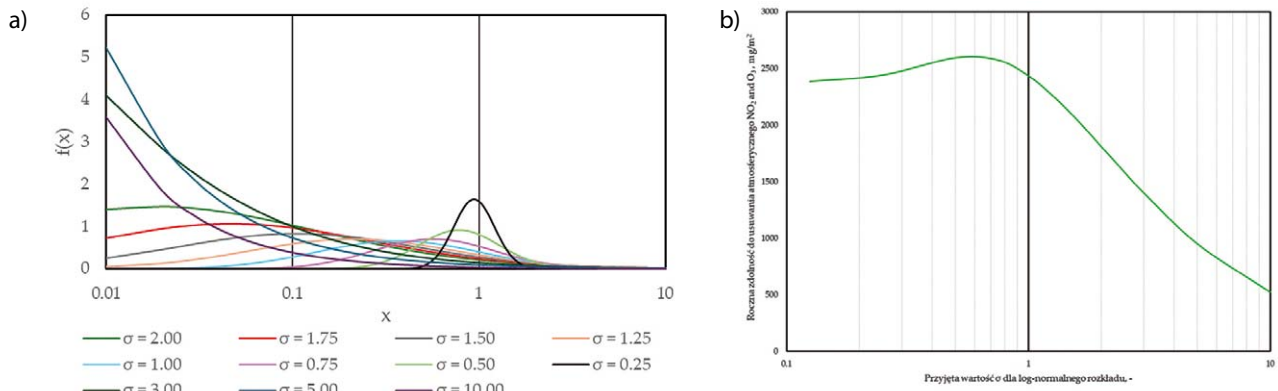 a)
6
5
4
3
2
1
0
f(x)
0.01 0.1 1 10
x
σ = 2.00 σ = 1.75 σ = 1.50 σ = 1.25
σ = 1.00 σ = 0.75 σ = 0.50 σ = 0.25
σ = 3.00 σ = 5.00 σ = 10.00
b)
Roczna zdolność do usuwania atmosferycznego NO₂ and O₃, mg/m²
3000
2500
2000
1500
1000
500
0
0.1 1 10
Przyjęta wartość σ dla log-normalnego rozkładu, -